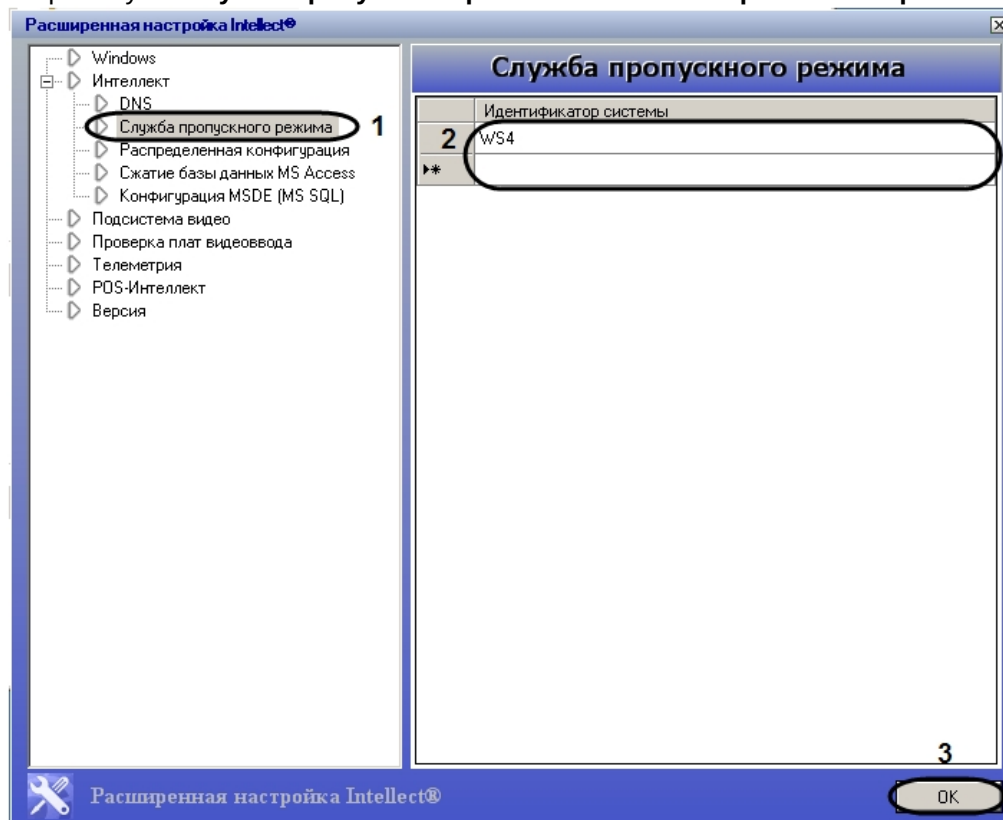 Расширенная настройка Intellect®
Windows
Интеллект
DNS
Служба пропускного режима 1
Распределенная конфигурация
Сжатие базы данных MS Access
Конфигурация MSDE (MS SQL)
Подсистема видео
Проверка плат видеоввода
Телеметрия
POS-Интеллект
Версия
Служба пропускного режима
Идентификатор системы
2 WS4
3
Расширенная настройка Intellect®
OK